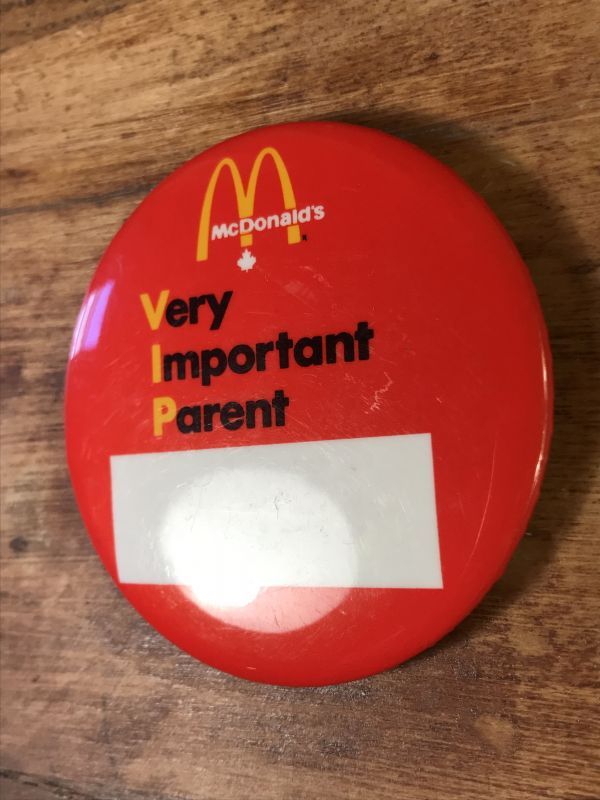 McDonald's
Very
Important
Parent